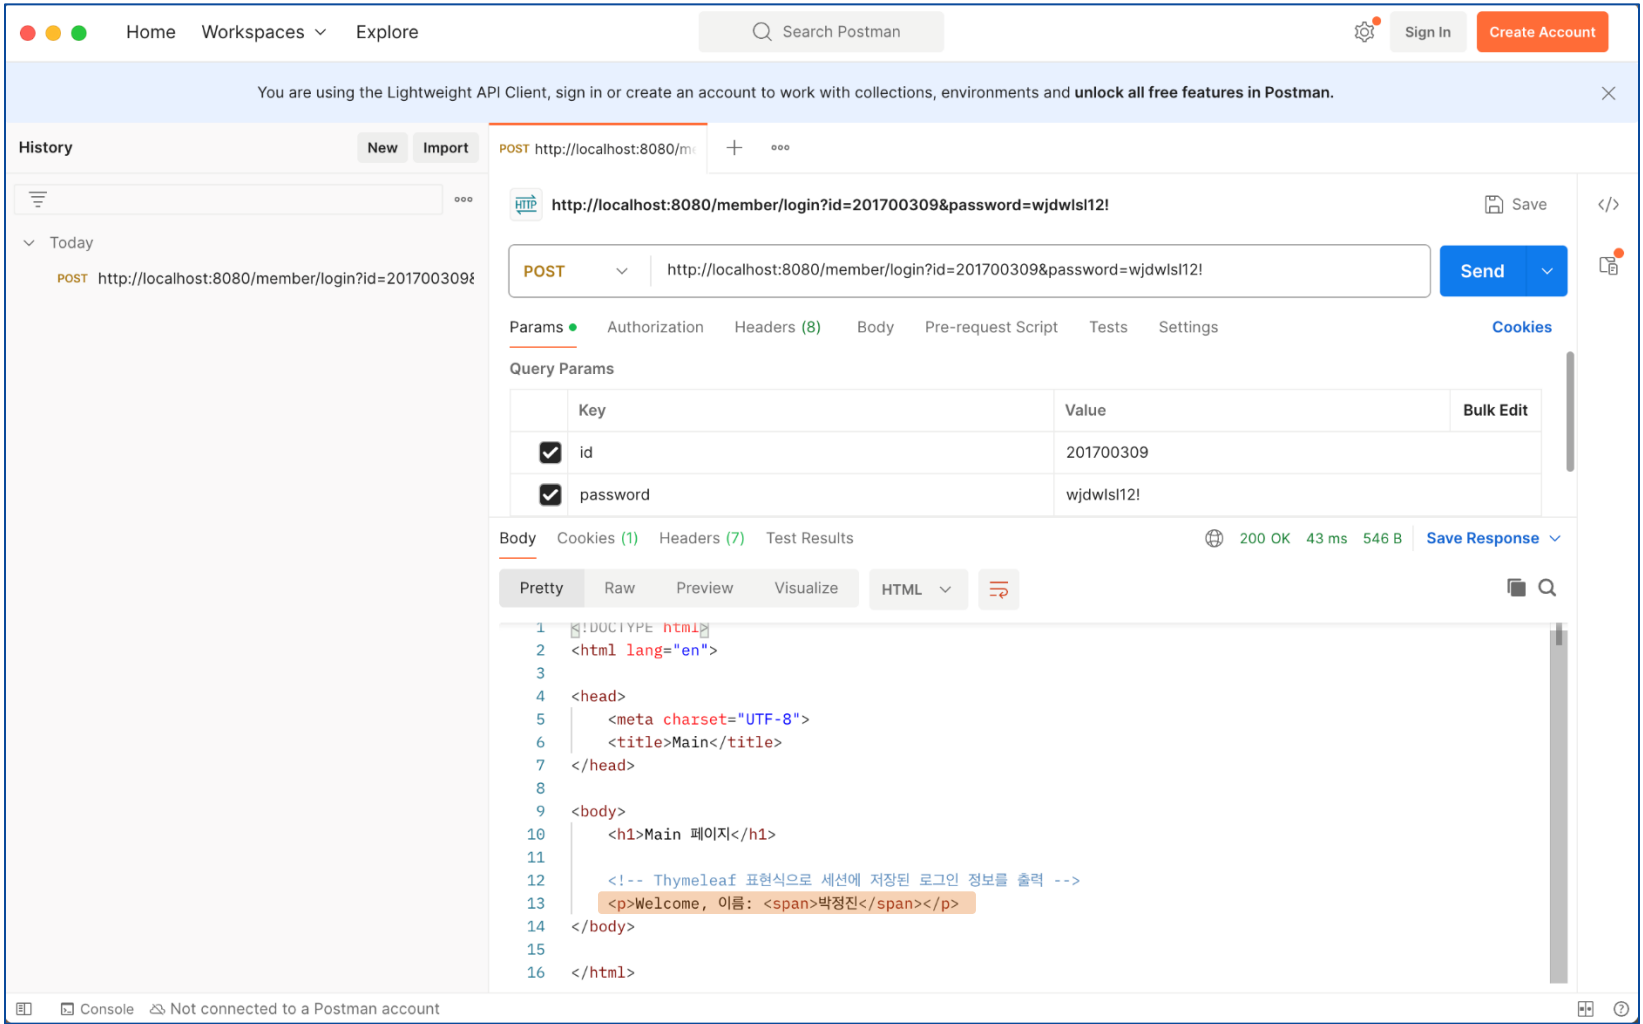 Home Workspaces Explore Search Postman Sign In Create Account
You are using the Lightweight API Client, sign in or create an account to work with collections, environments and unlock all free features in Postman.
History New Import
POST http://localhost:8080/me
Today
POST http://localhost:8080/member/login?id=201700309&
HTTP http://localhost:8080/member/login?id=201700309&password=wjdwlsl12! Save
POST http://localhost:8080/member/login?id=201700309&password=wjdwlsl12! Send
Params Authorization Headers (8) Body Pre-request Script Tests Settings Cookies
Query Params
Key Value Bulk Edit
id 201700309
password wjdwlsl12!
Body Cookies (1) Headers (7) Test Results 200 OK 43 ms 546 B Save Response
Pretty Raw Preview Visualize HTML
1 <!DOCTYPE html>
2 <html lang="en">
3
4 <head>
5 <meta charset="UTF-8">
6 <title>Main</title>
7 </head>
8
9 <body>
10 <h1>Main 페이지</h1>
11
12 <!-- Thymeleaf 표현식으로 세션에 저장된 로그인 정보를 출력 -->
13 <p>Welcome, 이름: <span>박정진</span></p>
14 </body>
15
16 </html>
Console Not connected to a Postman account